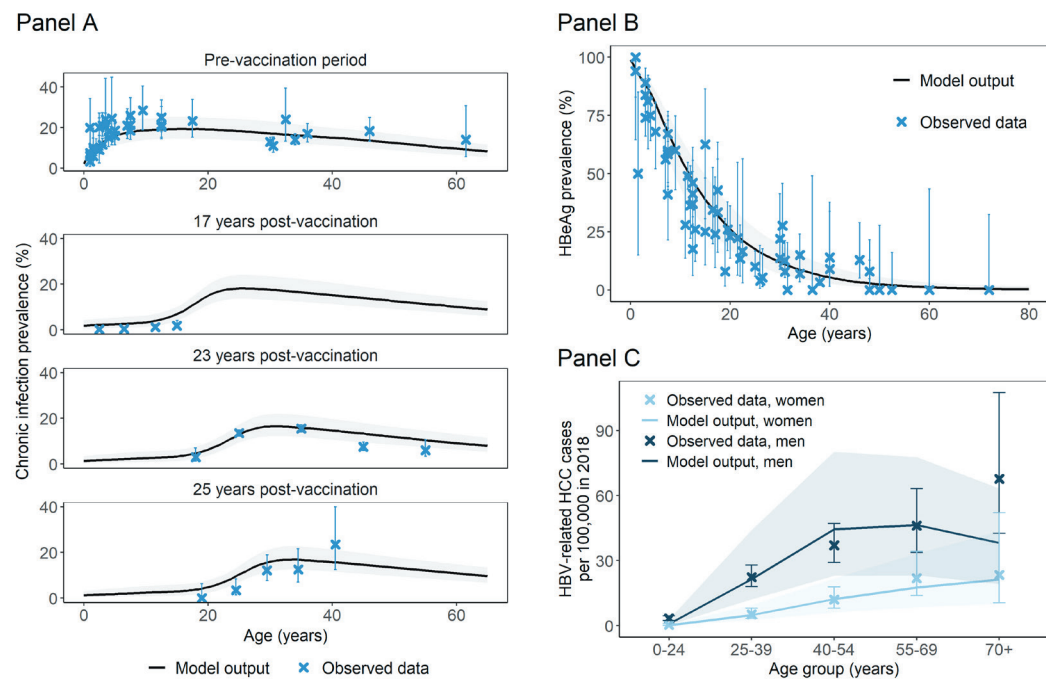 Panel A
Pre-vaccination period
40
20
0
0
20
40
60
17 years post-vaccination
40
20
0
23 years post-vaccination
40
20
0
25 years post-vaccination
40
20
0
0
20
40
60
Chronic infection prevalence (%)
Age (years)
Model output
Observed data
Panel B
100
75
50
25
0
HBeAg prevalence (%)
Model output
Observed data
0
20
40
60
80
Age (years)
Panel C
Observed data, women
Model output, women
Observed data, men
Model output, men
90
60
30
0
HBV-related HCC cases
per 100,000 in 2018
0-24
25-39
40-54
55-69
70+
Age group (years)